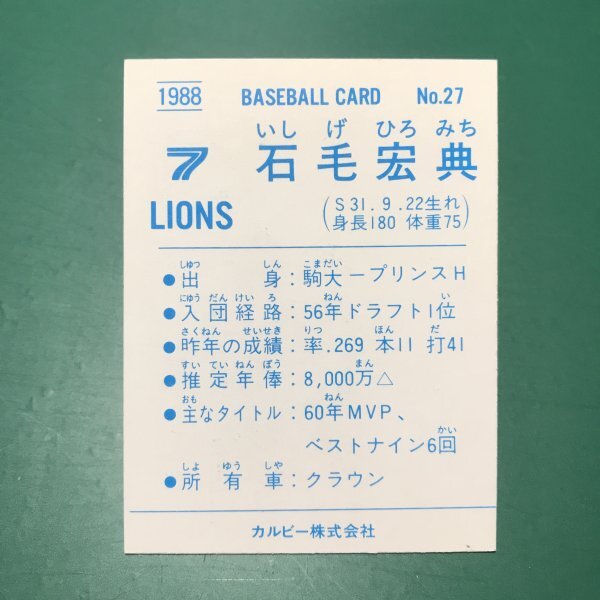 1988 BASEBALL CARD No.27
いし げ ひろ みち
7 石毛宏典
LIONS (S31.9.22生れ
身長180 体重75)
しゅつ しん こまだい
●出身：駒大―プリンスH
にゅう だん けい ろ ねん い
●入団経路：56年ドラフト1位
さくねん せいせき りつ ほん だ
●昨年の成績：率.269 本11 打41
すい てい ねん ぽう まん
●推定年俸：8,000万△
おも ねん
●主なタイトル：60年MVP、
かい
ベストナイン6回
しょ ゆう しゃ
●所有車：クラウン
カルビー株式会社